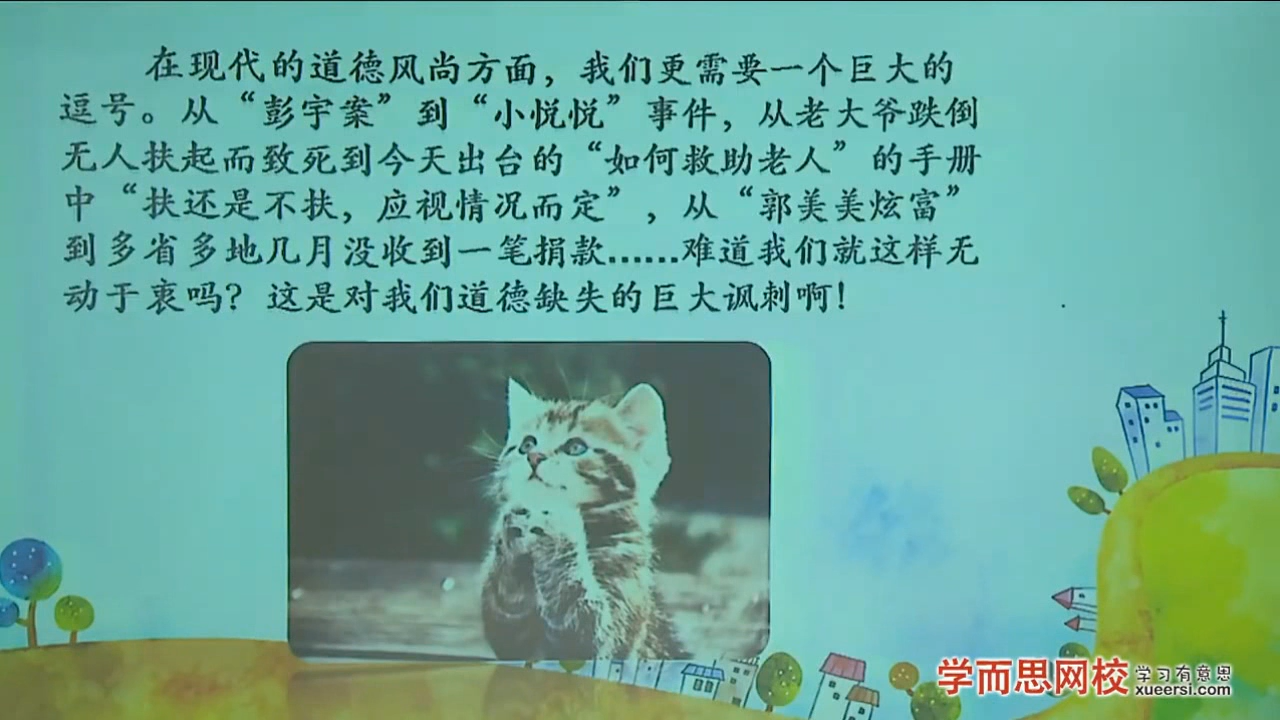 在现代的道德风尚方面，我们更需要一个巨大的
逗号。从“彭宇案”到“小悦悦”事件，从老大爷跌倒
无人扶起而致死到今天出台的“如何救助老人”的手册
中“扶还是不扶，应视情况而定”，从“郭美美炫富”
到多省多地几月没收到一笔捐款……难道我们就这样无
动于衷吗？这是对我们道德缺失的巨大讽刺啊！
学而思网校 学习有意思
xueersi.com